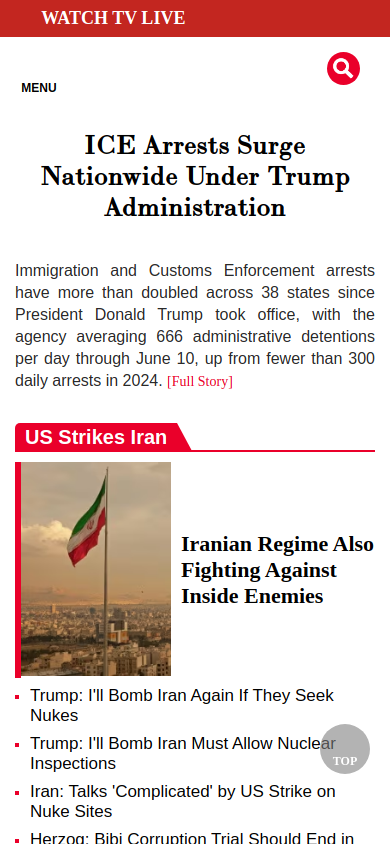 WATCH TV LIVE
MENU
ICE Arrests Surge
Nationwide Under Trump
Administration
Immigration and Customs Enforcement arrests
have more than doubled across 38 states since
President Donald Trump took office, with the
agency averaging 666 administrative detentions
per day through June 10, up from fewer than 300
daily arrests in 2024. [Full Story]
US Strikes Iran
Iranian Regime Also
Fighting Against
Inside Enemies
Trump: I'll Bomb Iran Again If They Seek
Nukes
Trump: I'll Bomb Iran Must Allow Nuclear
Inspections
TOP
Iran: Talks 'Complicated' by US Strike on
Nuke Sites
Herzog: Bibi Corruption Trial Should End in